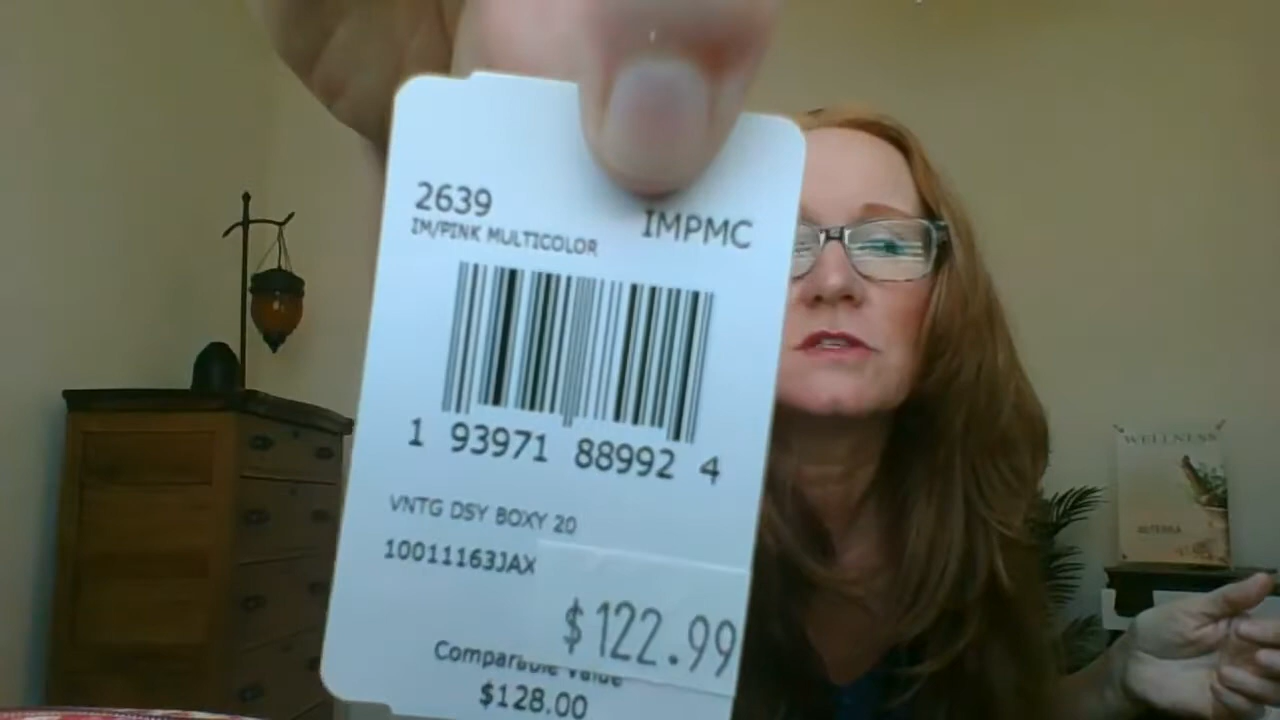 2639
IMPMC
IM/PINK MULTICOLOR
1 93971 88992 4
VNTG DSY BOXY 20
10011163JAX
$122.99
Comparable Value
$128.00
WELLNESS